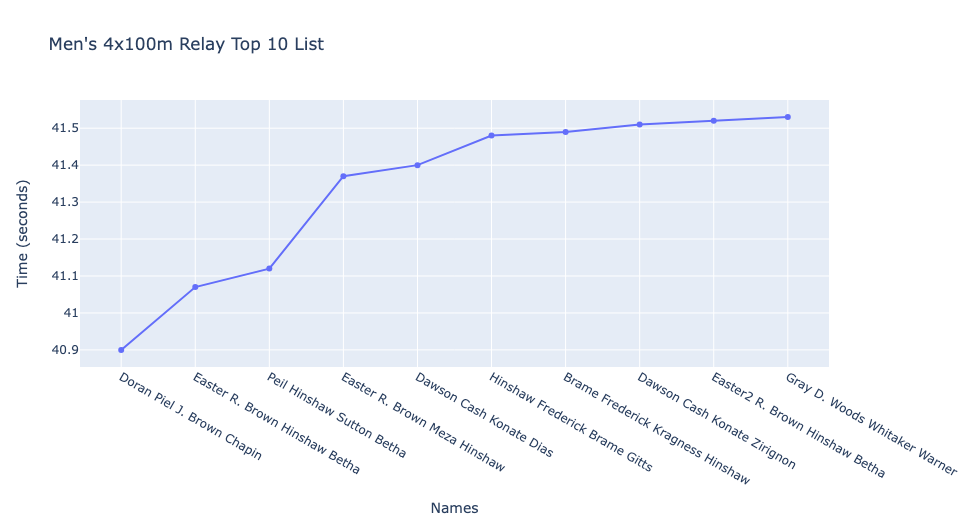 Men's 4x100m Relay Top 10 List
Time (seconds)
41.5
41.4
41.3
41.2
41.1
41
40.9
Doran Piel J. Brown Chapin
Easter R. Brown Hinshaw Betha
Peil Hinshaw Sutton Betha
Easter R. Brown Meza Hinshaw
Dawson Cash Konate Dias
Hinshaw Frederick Brame Gitts
Brame Frederick Kragness Hinshaw
Dawson Cash Konate Zirignon
Easter2 R. Brown Hinshaw Betha
Gray D. Woods Whitaker Warner
Names